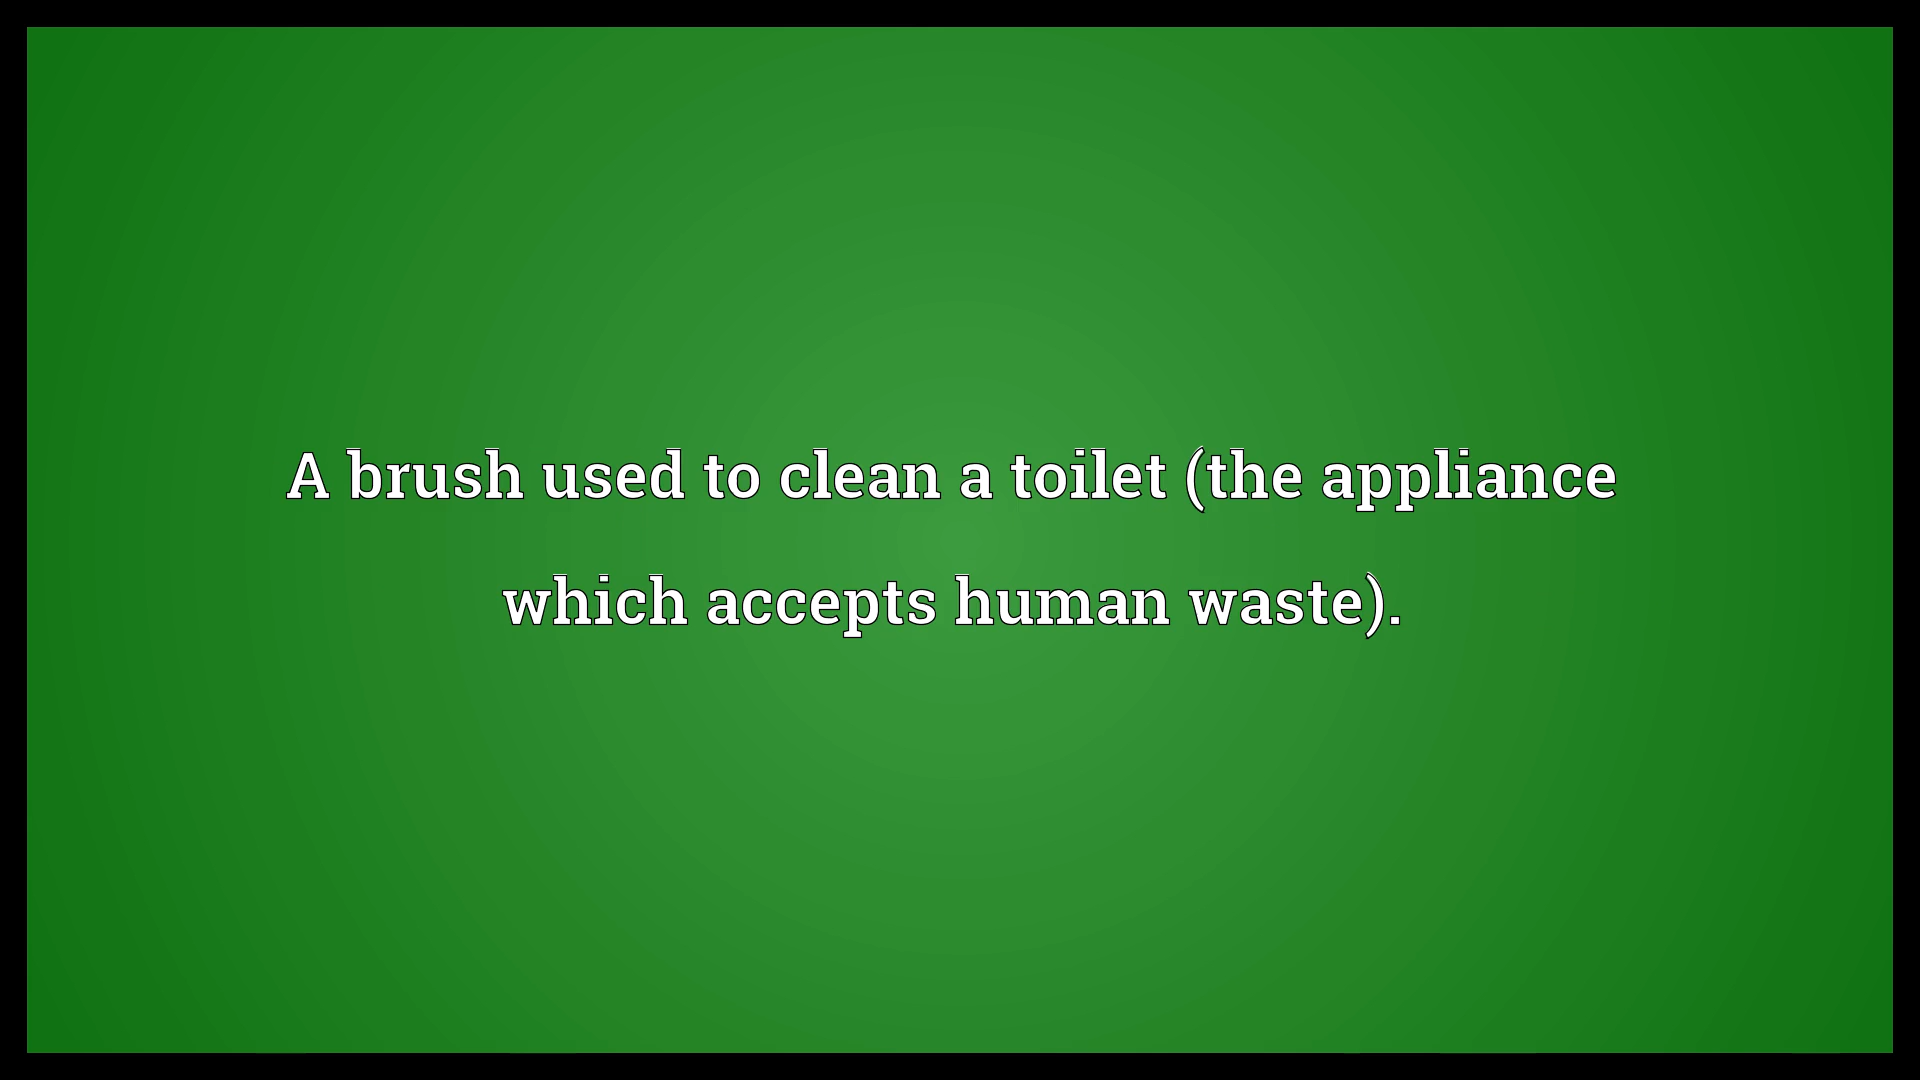 A brush used to clean a toilet (the appliance
which accepts human waste).